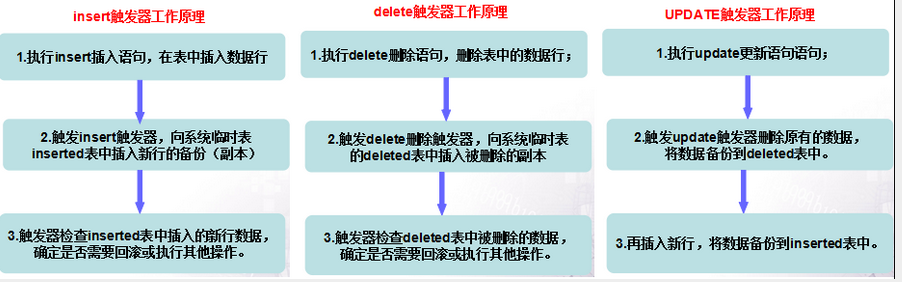 insert触发器工作原理
1.执行insert插入语句，在表中插入数据行
2.触发insert触发器，向系统临时表
inserted表中插入新行的备份（副本）
3.触发器检查inserted表中插入的新行数据，
确定是否需要回滚或执行其他操作。
delete触发器工作原理
1.执行delete删除语句，删除表中的数据行；
2.触发delete删除触发器，向系统临时表
的deleted表中插入被删除的副本
3.触发器检查deleted表中被删除的数据，
确定是否需要回滚或执行其他操作。
UPDATE触发器工作原理
1.执行update更新语句语句；
2.触发update触发器删除原有的数据，
将数据备份到deleted表中。
3.再插入新行，将数据备份到inserted表中。